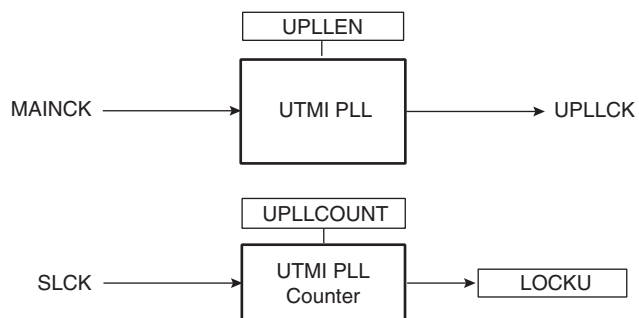 UPLLEN
MAINCK
UTMI PLL
UPLLCK
UPLLCOUNT
SLCK
UTMI PLL
Counter
LOCKU